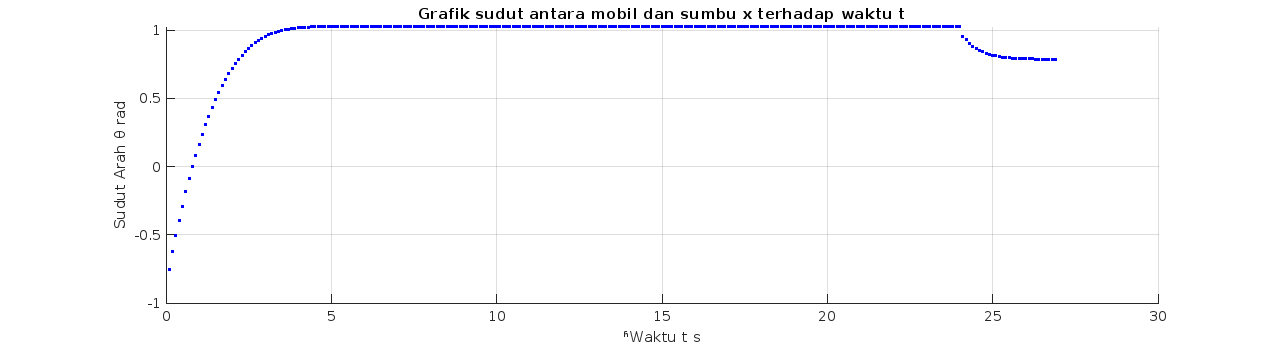 Grafik sudut antara mobil dan sumbu x terhadap waktu t
1
0.5
0
-0.5
-1
Sudut Arah θ rad
0 5 10 15 20 25 30
Waktu t s